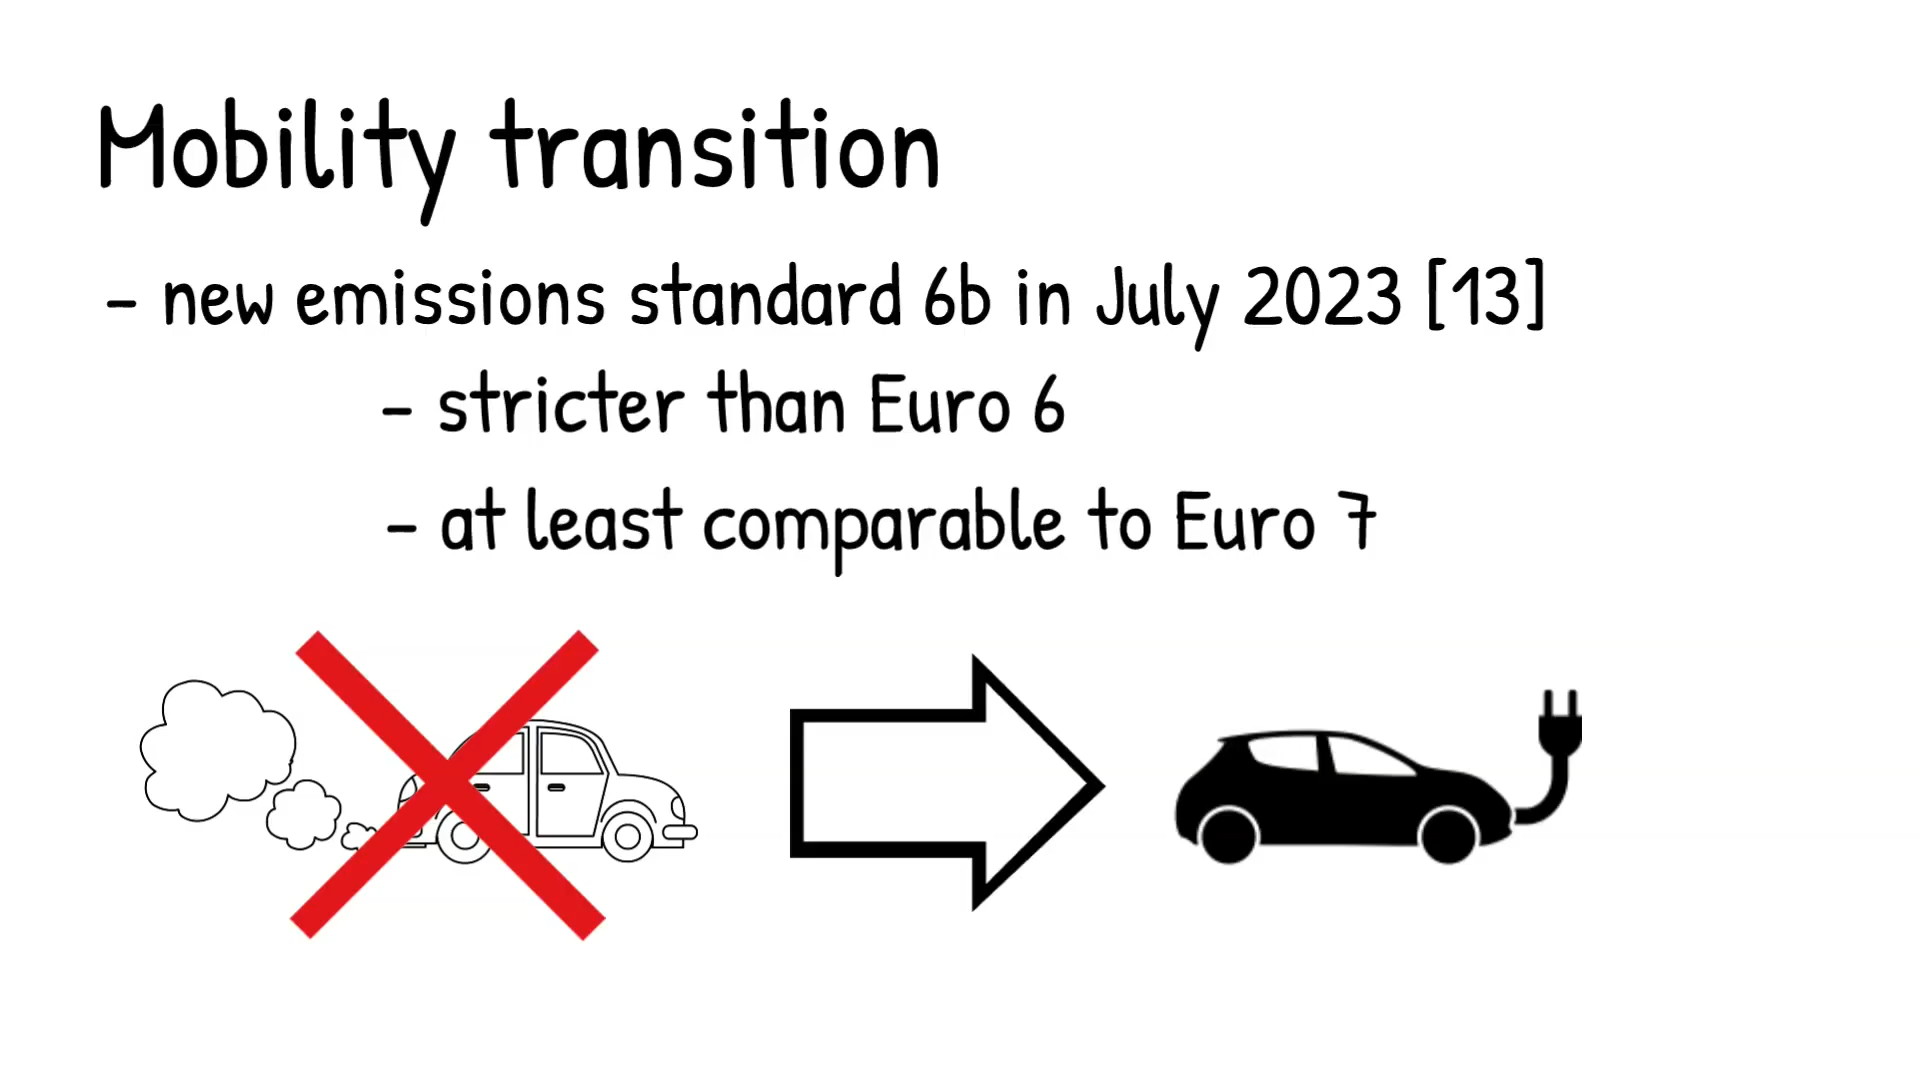 Mobility transition
- new emissions standard 6b in July 2023 [13]
- stricter than Euro 6
- at least comparable to Euro 7